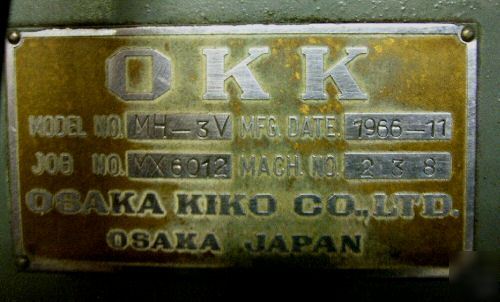 OKK
MODEL NO. MH-3V MFG. DATE. 1966-11
JOB NO. MX6012 MACH. NO. 238
OSAKA KIKO CO., LTD.
OSAKA JAPAN